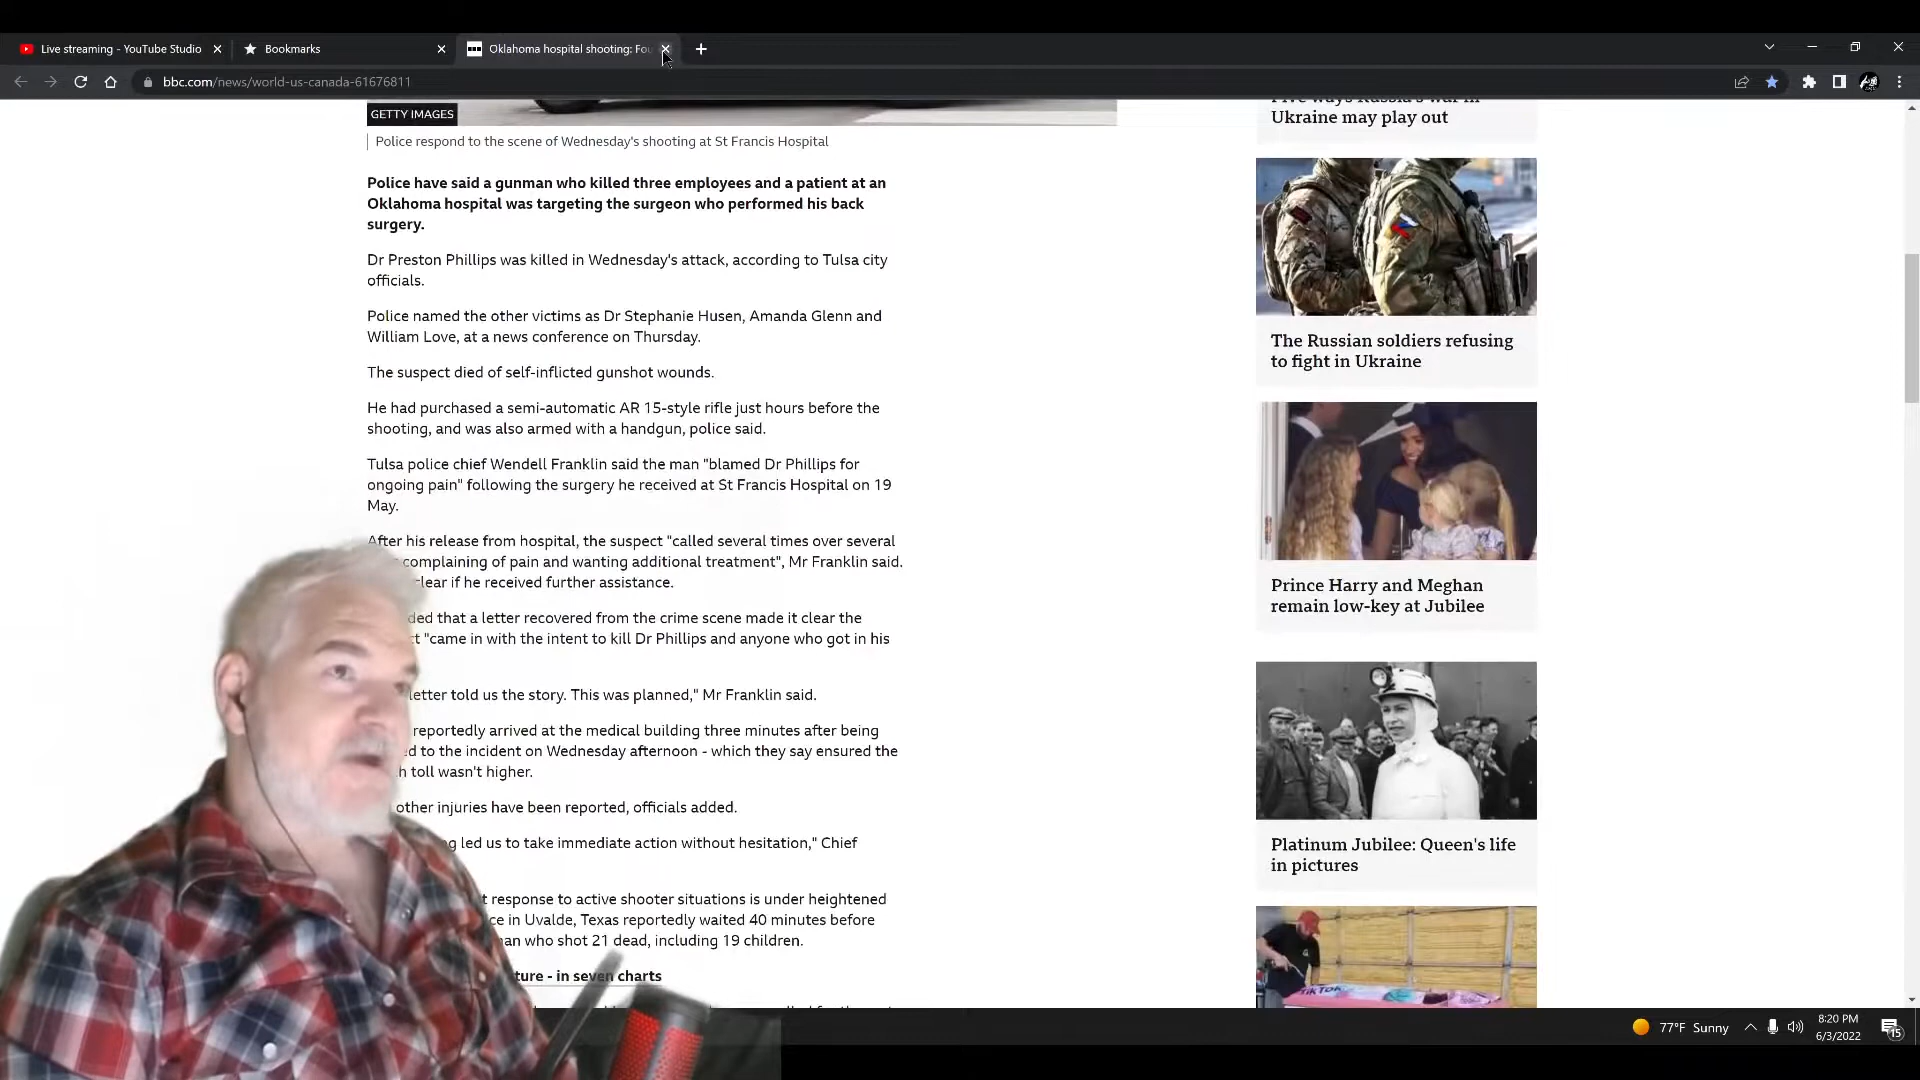 Live streaming - YouTube Studio
Bookmarks
Oklahoma hospital shooting: Fou
bbc.com/news/world-us-canada-61676811
GETTY IMAGES
Police respond to the scene of Wednesday's shooting at St Francis Hospital
Police have said a gunman who killed three employees and a patient at an
Oklahoma hospital was targeting the surgeon who performed his back
surgery.
Dr Preston Phillips was killed in Wednesday's attack, according to Tulsa city
officials.
Police named the other victims as Dr Stephanie Husen, Amanda Glenn and
William Love, at a news conference on Thursday.
The suspect died of self-inflicted gunshot wounds.
He had purchased a semi-automatic AR 15-style rifle just hours before the
shooting, and was also armed with a handgun, police said.
Tulsa police chief Wendell Franklin said the man "blamed Dr Phillips for
ongoing pain" following the surgery he received at St Francis Hospital on 19
May.
After his release from hospital, the suspect "called several times over several
complaining of pain and wanting additional treatment", Mr Franklin said.
clear if he received further assistance.
ded that a letter recovered from the crime scene made it clear the
ct "came in with the intent to kill Dr Phillips and anyone who got in his
letter told us the story. This was planned," Mr Franklin said.
reportedly arrived at the medical building three minutes after being
ed to the incident on Wednesday afternoon - which they say ensured the
h toll wasn't higher.
other injuries have been reported, officials added.
g led us to take immediate action without hesitation," Chief
t response to active shooter situations is under heightened
ce in Uvalde, Texas reportedly waited 40 minutes before
an who shot 21 dead, including 19 children.
ture - in seven charts
Five ways Russia's war in
Ukraine may play out
The Russian soldiers refusing
to fight in Ukraine
Prince Harry and Meghan
remain low-key at Jubilee
Platinum Jubilee: Queen's life
in pictures
TIKTOK
77°F Sunny
8:20 PM
6/3/2022
15